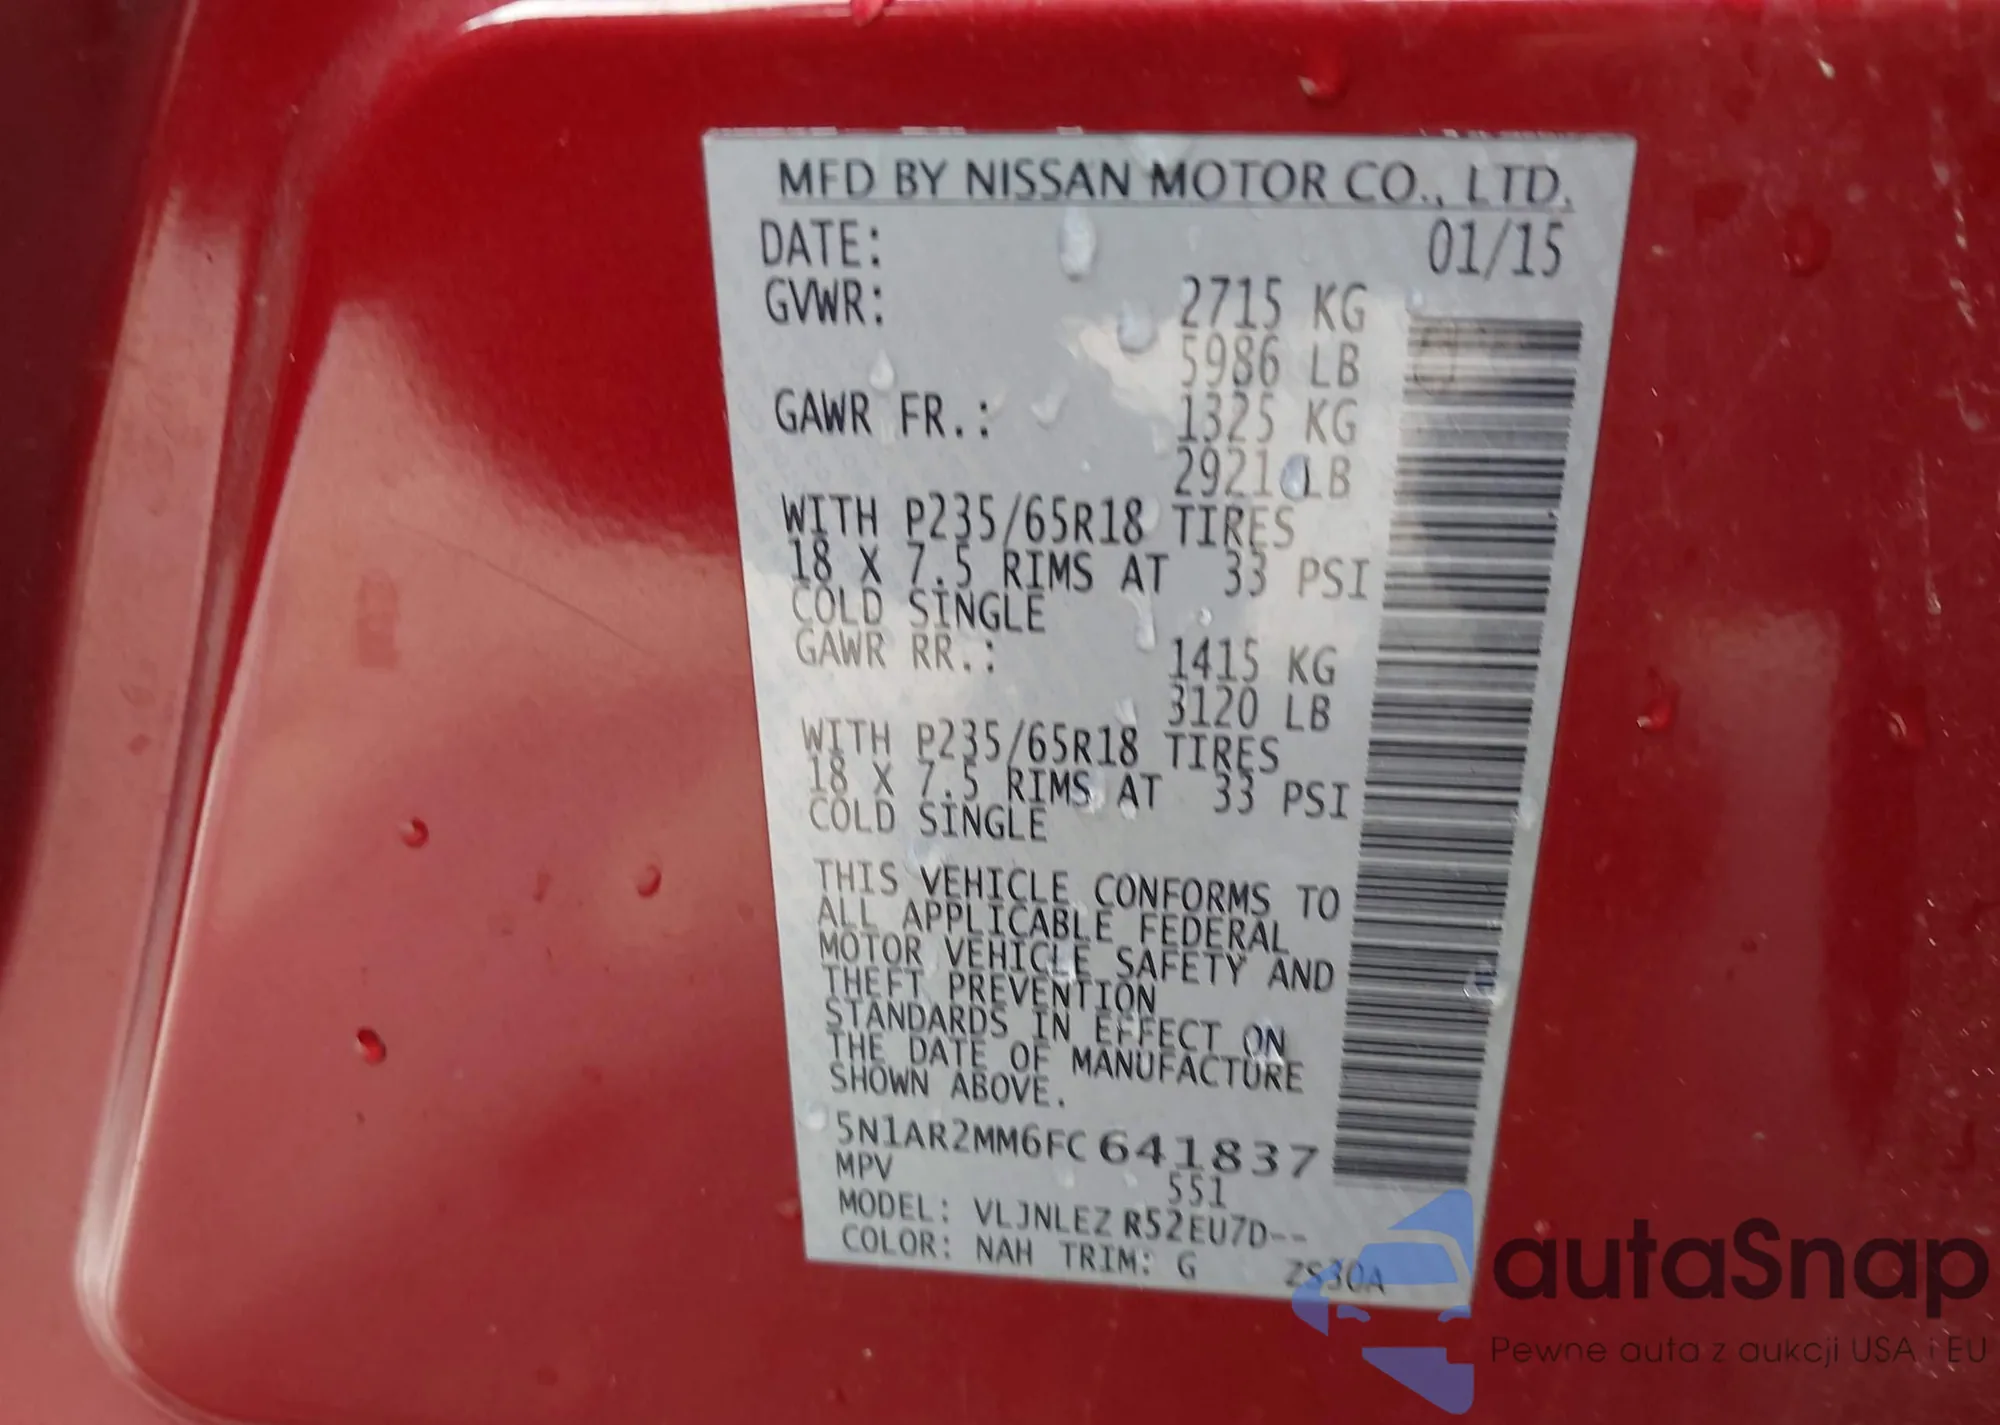 MFD BY NISSAN MOTOR CO., LTD.
DATE: 01/15
GVWR: 2715 KG
5986 LB
GAWR FR.: 1325 KG
2921 LB
WITH P235/65R18 TIRES
18 X 7.5 RIMS AT 33 PSI
COLD SINGLE
GAWR RR.: 1415 KG
3120 LB
WITH P235/65R18 TIRES
18 X 7.5 RIMS AT 33 PSI
COLD SINGLE
THIS VEHICLE CONFORMS TO
ALL APPLICABLE FEDERAL
MOTOR VEHICLE SAFETY AND
THEFT PREVENTION
STANDARDS IN EFFECT ON
THE DATE OF MANUFACTURE
SHOWN ABOVE.
5N1AR2MM6FC641837
MPV 551
MODEL: VLJNLEZ R52EU7D--
COLOR: NAH TRIM: G ZS30A
autaSnap
Pewne auta z aukcji USA i EU